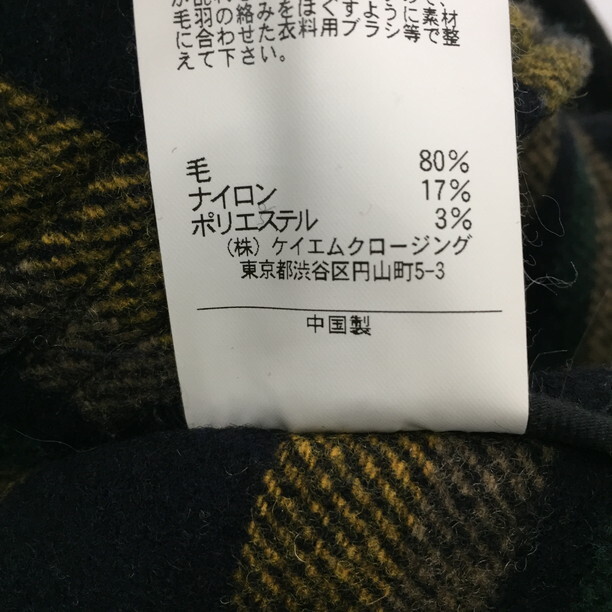 毛羽の絡みをほぐすように素材
に合わせた衣料用ブラシ等で整
えて下さい。
毛 80%
ナイロン 17%
ポリエステル 3%
(株) ケイエムクロージング
東京都渋谷区円山町5-3
中国製